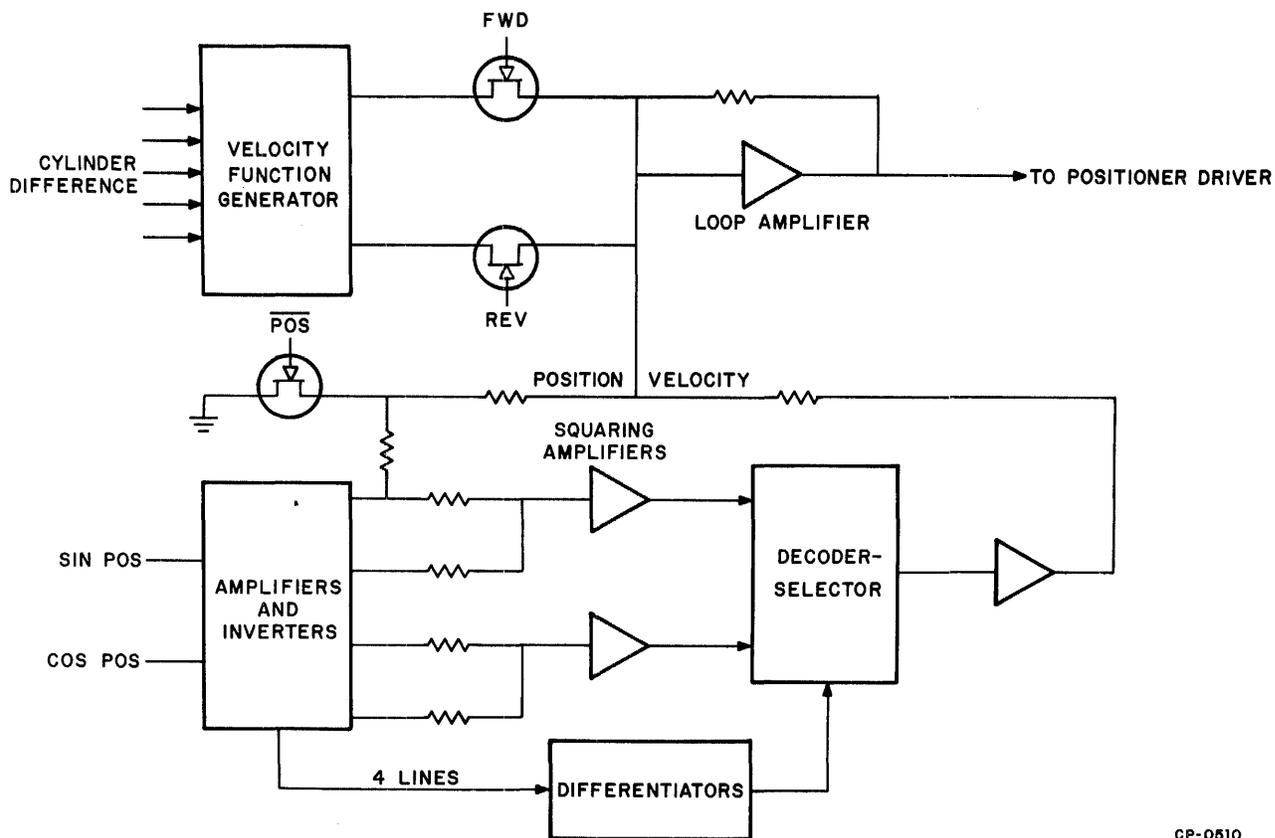 FWD
CYLINDER
DIFFERENCE
VELOCITY
FUNCTION
GENERATOR
LOOP AMPLIFIER
TO POSITIONER DRIVER
REV
P̅O̅S̅
POSITION
VELOCITY
SQUARING
AMPLIFIERS
SIN POS
COS POS
AMPLIFIERS
AND
INVERTERS
DECODER-
SELECTOR
4 LINES
DIFFERENTIATORS
CP-0510